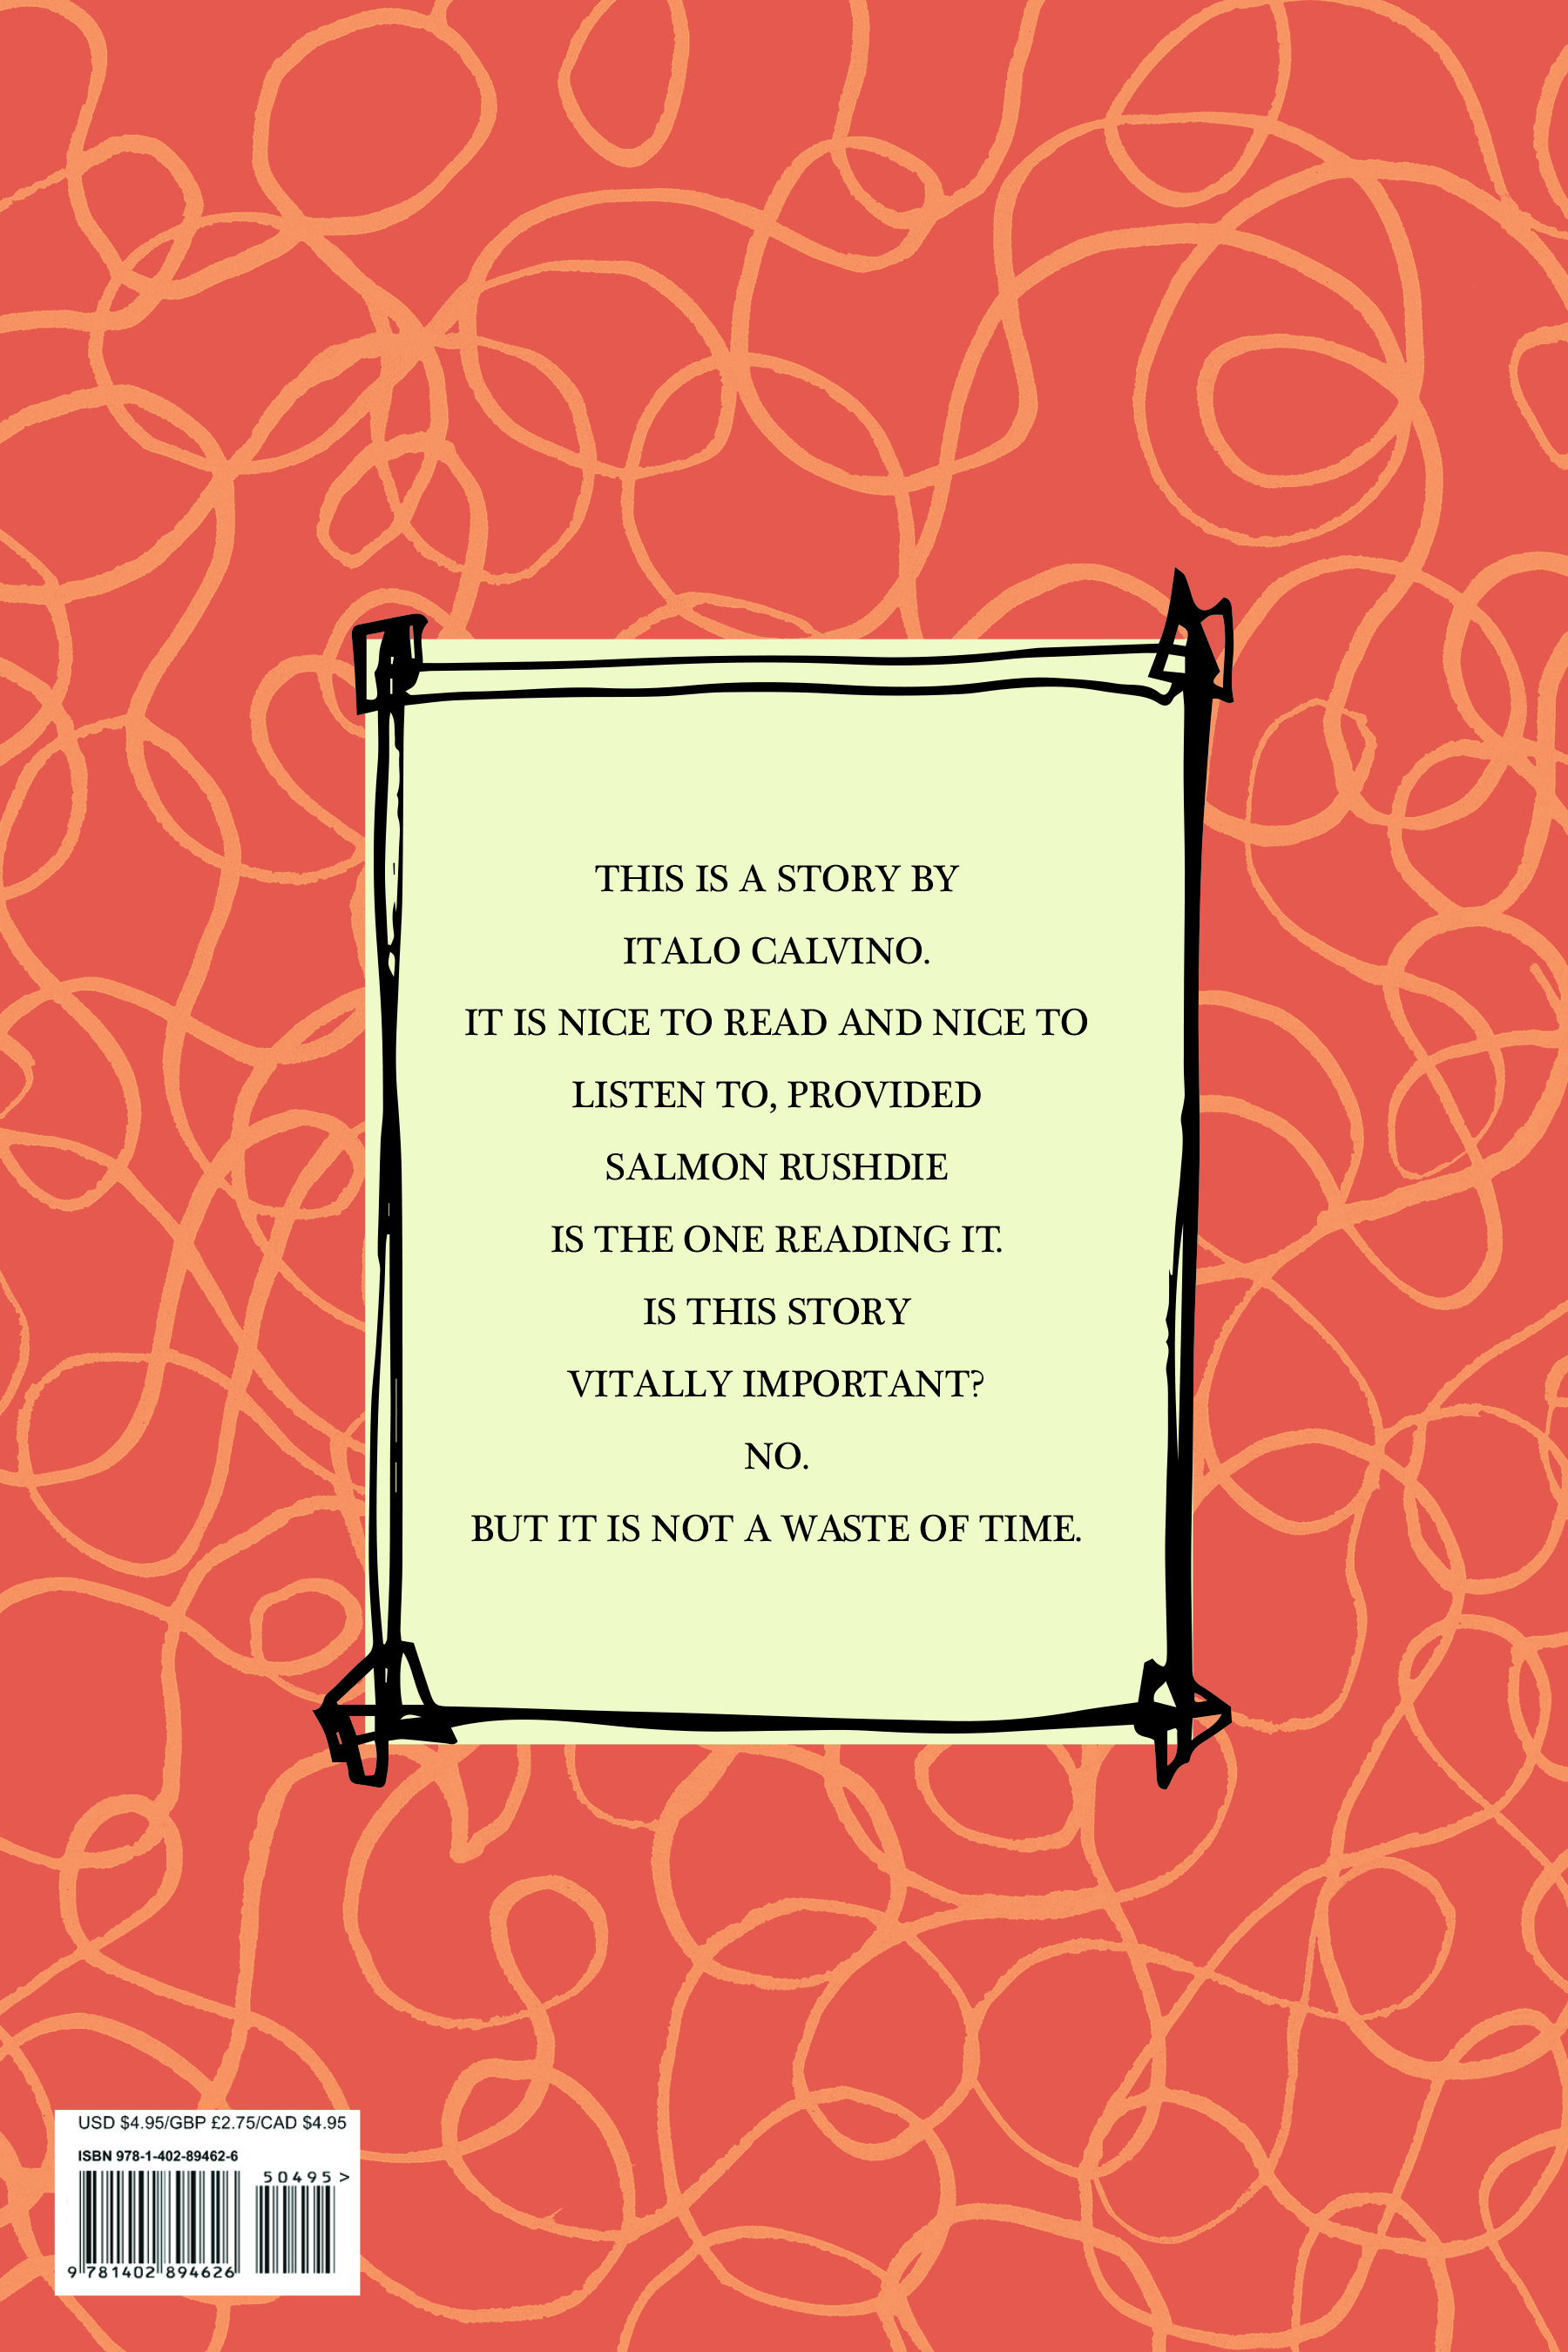 THIS IS A STORY BY
ITALO CALVINO.
IT IS NICE TO READ AND NICE TO
LISTEN TO, PROVIDED
SALMON RUSHDIE
IS THE ONE READING IT.
IS THIS STORY
VITALLY IMPORTANT?
NO.
BUT IT IS NOT A WASTE OF TIME.
USD $4.95/GBP £2.75/CAD $4.95
ISBN 978-1-402-89462-6
50495>
9 781402 894626